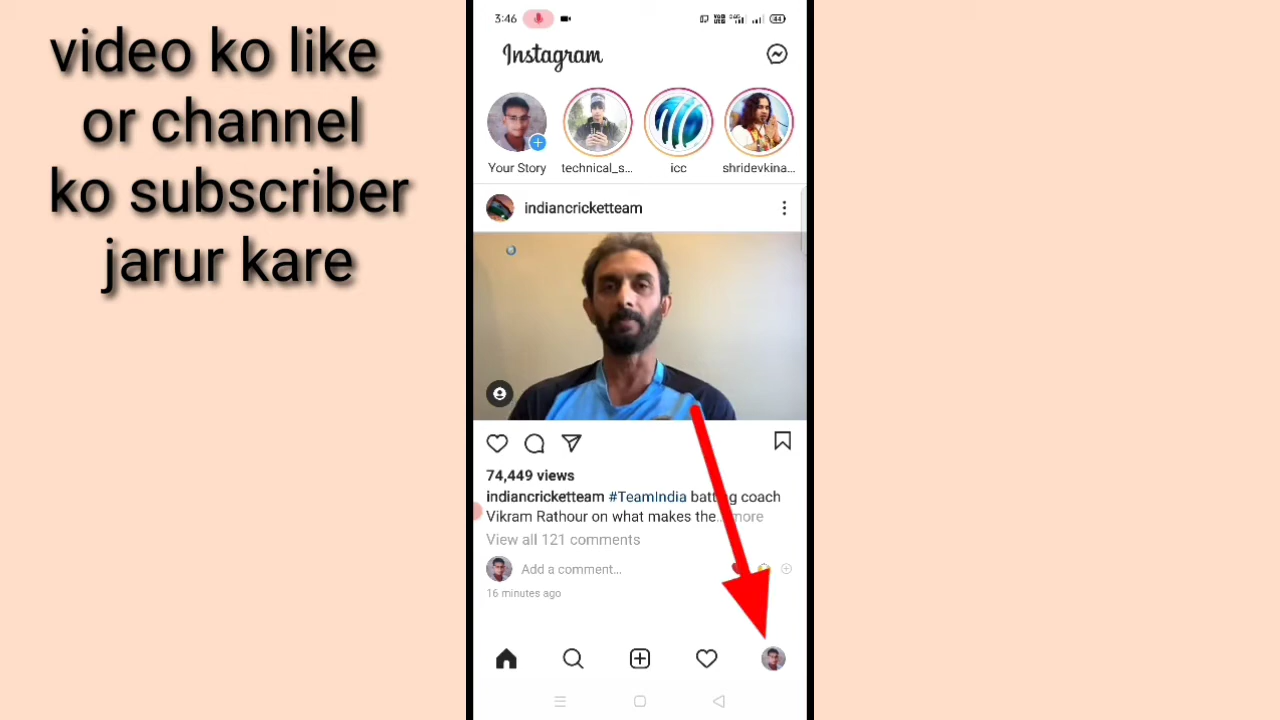 video ko like
or channel
ko subscriber
jarur kare
3:46
44
Instagram
Your Story
technical_s...
icc
shridevkina...
indiancricketteam
74,449 views
indiancricketteam #TeamIndia batting coach
Vikram Rathour on what makes the... more
View all 121 comments
Add a comment...
16 minutes ago